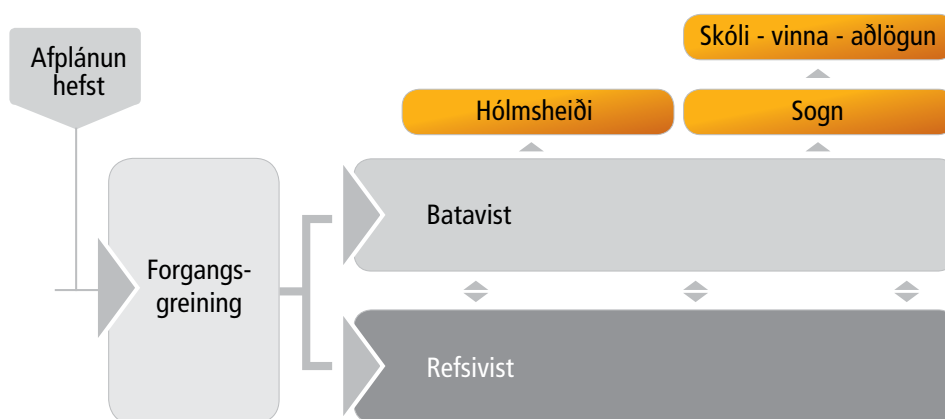 Afplánun
hefst
Skóli - vinna - aðlögun
Hólmsheiði
Sogn
Batavist
Forgangs-
greining
Refsivist